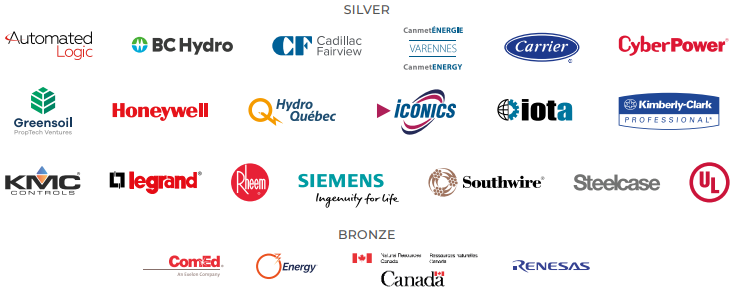 SILVER
Automated
Logic
BC Hydro
CF Cadillac
Fairview
CanmetÉNERGIE
VARENNES
CanmetENERGY
Carrier
CyberPower®
Greensoil
PropTech Ventures
Honeywell
Hydro
Québec
ICONICS
iota
Kimberly-Clark
PROFESSIONAL*
KMC
CONTROLS
legrand®
Rheem
SIEMENS
Ingenuity for life
Southwire®
Steelcase
UL
BRONZE
ComEd.
An Exelon Company
Energy
Natural Resources
Canada
Ressources naturelles
Canada
Canada
RENESAS